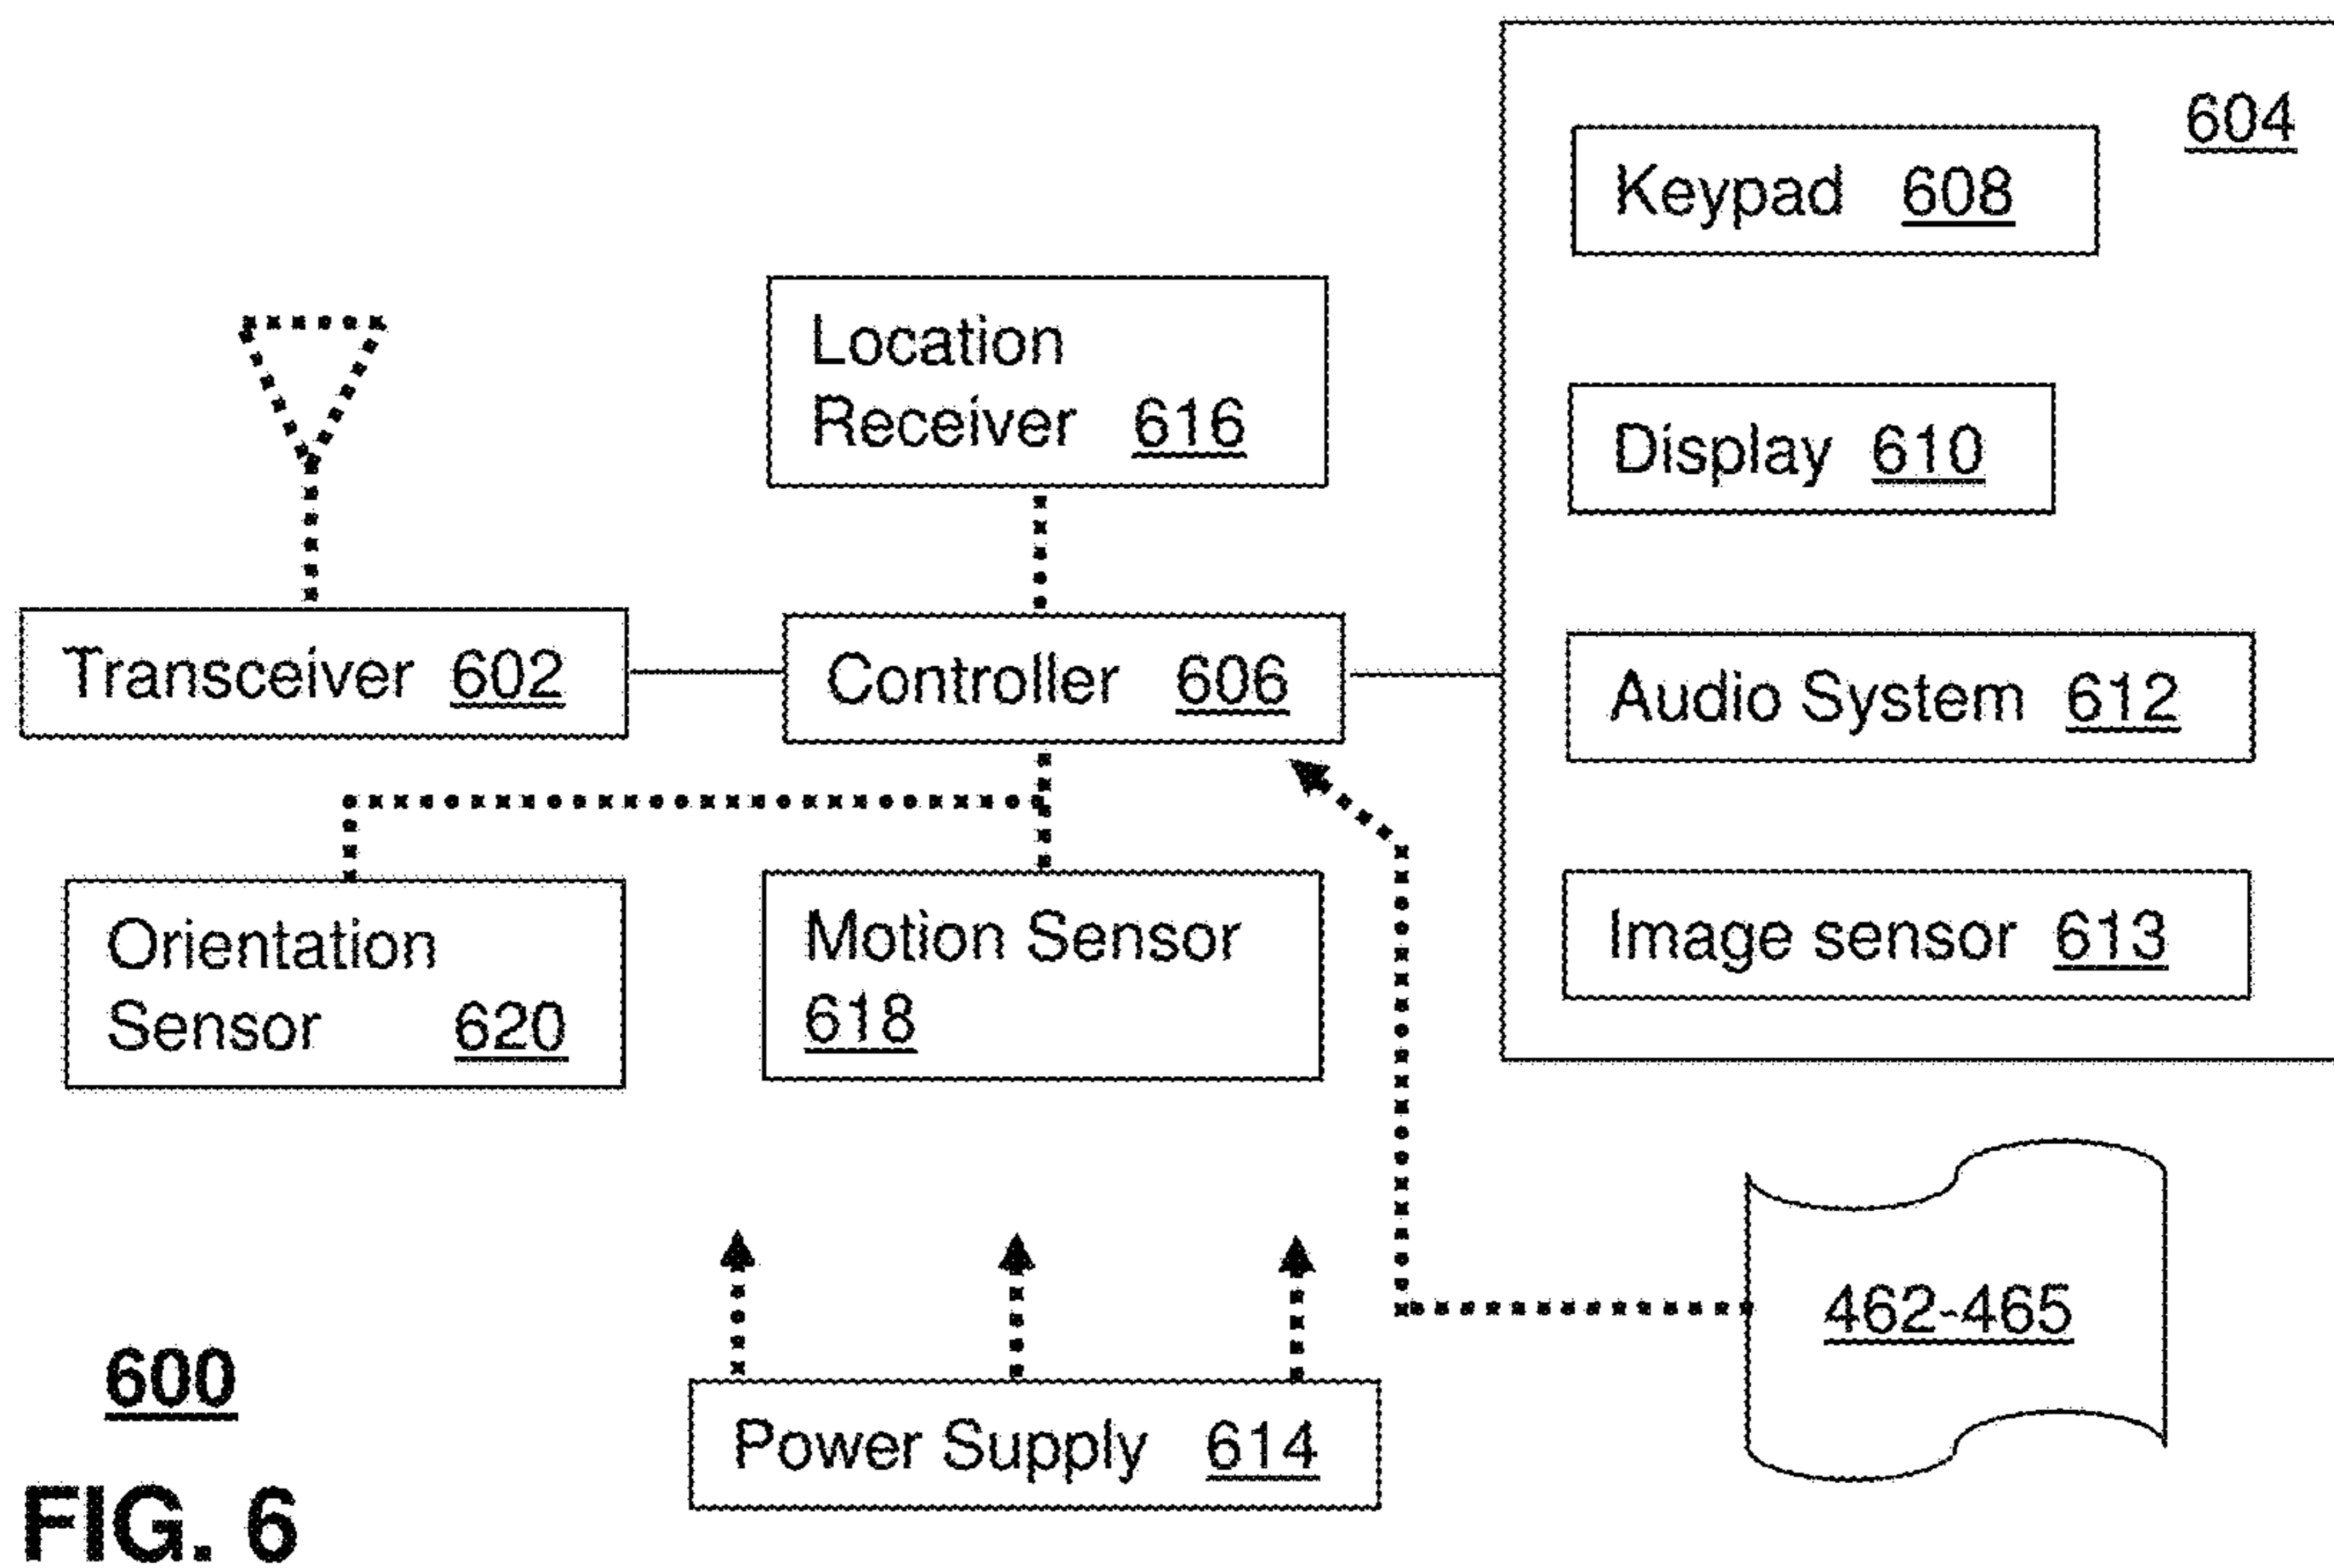 604
Keypad 608
Location
Receiver 616
Display 610
Transceiver 602
Controller 606
Audio System 612
Orientation
Sensor 620
Motion Sensor
618
Image sensor 613
462-465
600
Power Supply 614
FIG. 6